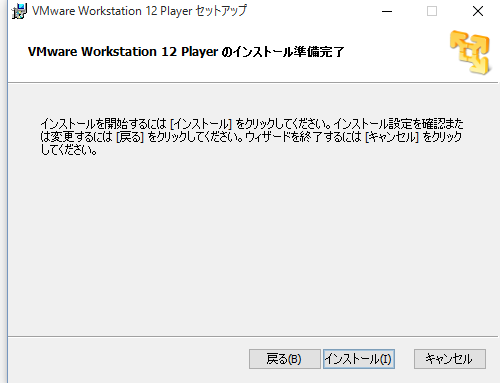 VMware Workstation 12 Player セットアップ
VMware Workstation 12 Player のインストール準備完了
インストールを開始するには [インストール] をクリックしてください。インストール設定を確認また
は変更するには [戻る] をクリックしてください。ウィザードを終了するには [キャンセル] をクリック
してください。
戻る(B)
インストール(I)
キャンセル